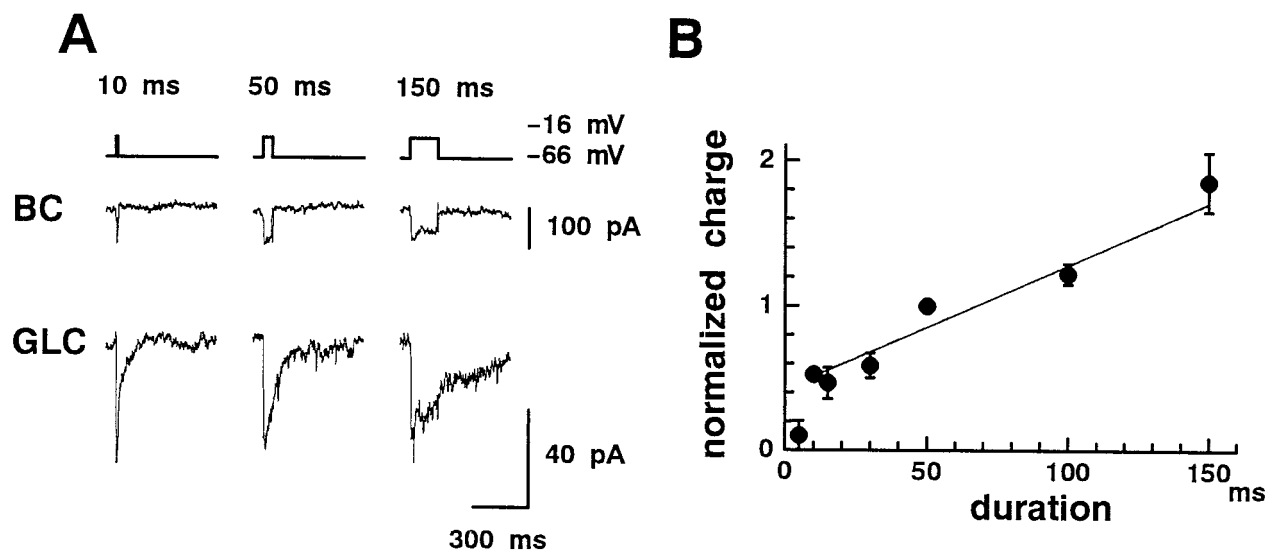 A
10 ms 50 ms 150 ms
−16 mV
−66 mV
BC
100 pA
GLC
40 pA
300 ms
B
normalized charge
2
1
0
0 50 100 150
ms
duration